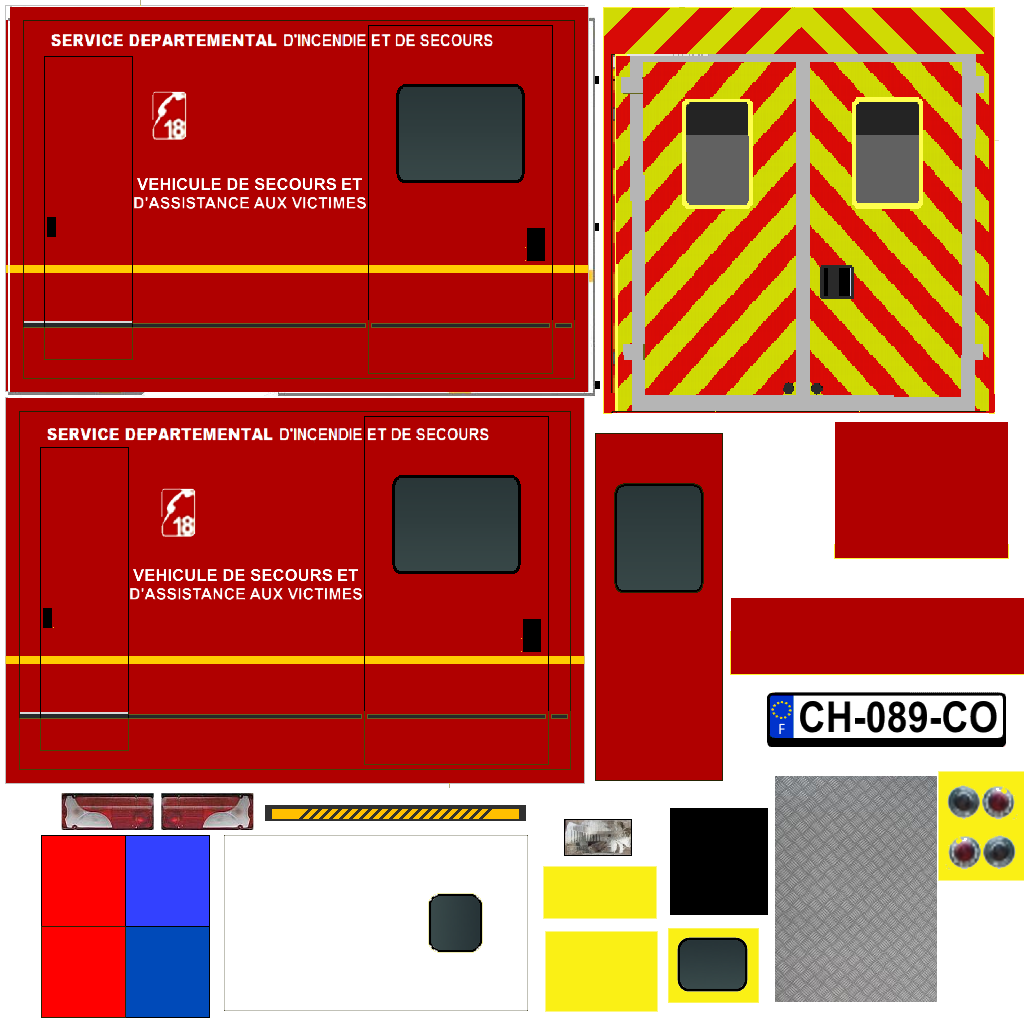 SERVICE DEPARTEMENTAL D'INCENDIE ET DE SECOURS
18
VEHICULE DE SECOURS ET
D'ASSISTANCE AUX VICTIMES
SERVICE DEPARTEMENTAL D'INCENDIE ET DE SECOURS
18
VEHICULE DE SECOURS ET
D'ASSISTANCE AUX VICTIMES
F CH-089-CO